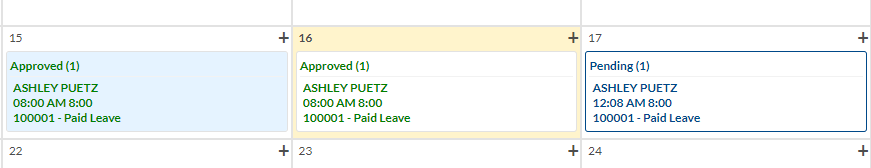 15 +
16 +
17 +
Approved (1)
ASHLEY PUETZ
08:00 AM 8:00
100001 - Paid Leave
Approved (1)
ASHLEY PUETZ
08:00 AM 8:00
100001 - Paid Leave
Pending (1)
ASHLEY PUETZ
12:08 AM 8:00
100001 - Paid Leave
22 +
23 +
24 +